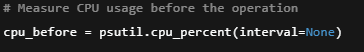 # Measure CPU usage before the operation
cpu_before = psutil.cpu_percent(interval=None)